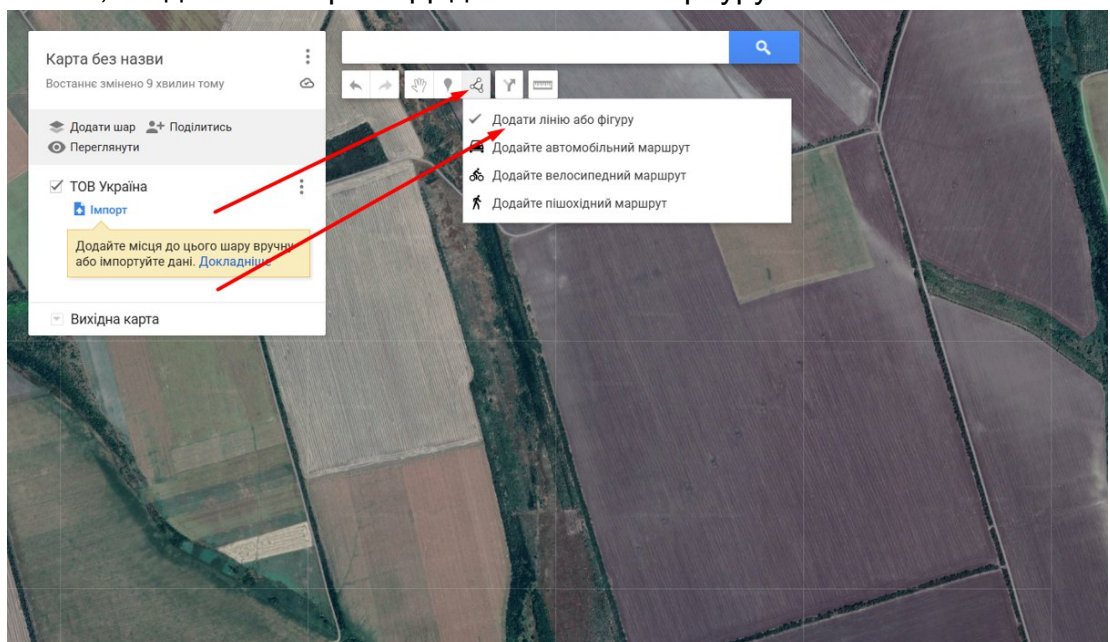 Карта без назви
Востаннє змінено 9 хвилин тому
Додати шар Поділитись
Переглянути
ТОВ Україна
Імпорт
Додайте місця до цього шару вручну
або імпортуйте дані. Докладніше
Вихідна карта
Додати лінію або фігуру
Додайте автомобільний маршрут
Додайте велосипедний маршрут
Додайте пішохідний маршрут